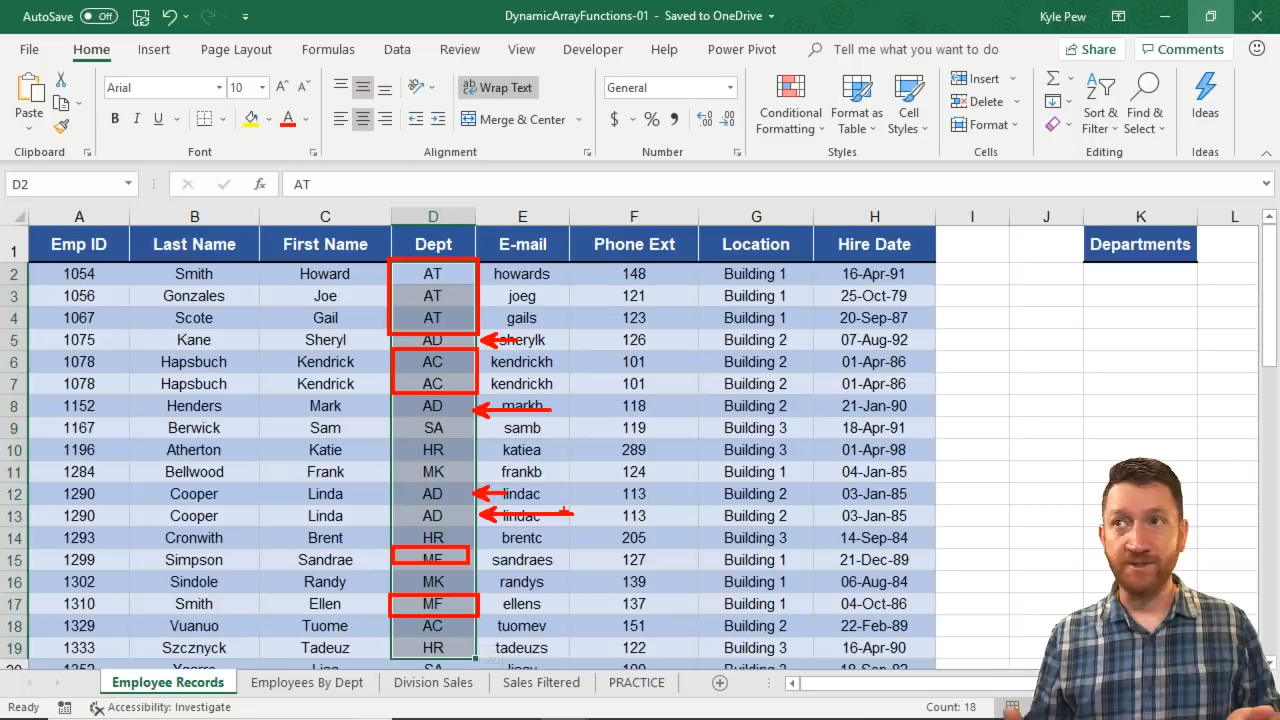 AutoSave Off DynamicArrayFunctions-01 - Saved to OneDrive Kyle Pew
File Home Insert Page Layout Formulas Data Review View Developer Help Power Pivot Tell me what you want to do Share Comments
Paste Arial 10 Wrap Text General Conditional Formatting Format as Table Cell Styles Insert Sort & Filter Find & Select Ideas
B I U Merge & Center $ % Delete
Format
Clipboard Font Alignment Number Styles Cells Editing Ideas
D2 fx AT
A B C D E F G H I J K L
1 Emp ID Last Name First Name Dept E-mail Phone Ext Location Hire Date Departments
2 1054 Smith Howard AT howards 148 Building 1 16-Apr-91
3 1056 Gonzales Joe AT joeg 121 Building 1 25-Oct-79
4 1067 Scote Gail AT gails 123 Building 1 20-Sep-87
5 1075 Kane Sheryl AD sherylk 126 Building 2 07-Aug-92
6 1078 Hapsbuch Kendrick AC kendrickh 101 Building 2 01-Apr-86
7 1078 Hapsbuch Kendrick AC kendrickh 101 Building 2 01-Apr-86
8 1152 Henders Mark AD markh 118 Building 2 21-Jan-90
9 1167 Berwick Sam SA samb 119 Building 3 18-Apr-91
10 1196 Atherton Katie HR katiea 289 Building 3 01-Apr-98
11 1284 Bellwood Frank MK frankb 124 Building 1 04-Jan-85
12 1290 Cooper Linda AD lindac 113 Building 2 03-Jan-85
13 1290 Cooper Linda AD lindac 113 Building 2 03-Jan-85
14 1293 Cronwith Brent HR brentc 205 Building 3 14-Sep-84
15 1299 Simpson Sandrae MF sandraes 127 Building 1 21-Dec-89
16 1302 Sindole Randy MK randys 139 Building 1 06-Aug-84
17 1310 Smith Ellen MF ellens 137 Building 1 04-Oct-86
18 1329 Vuanuo Tuome AC tuomev 151 Building 2 22-Feb-89
19 1333 Szcznyck Tadeuz HR tadeuzs 122 Building 3 16-Apr-90
Employee Records Employees By Dept Division Sales Sales Filtered PRACTICE
Ready Accessibility: Investigate Count: 18